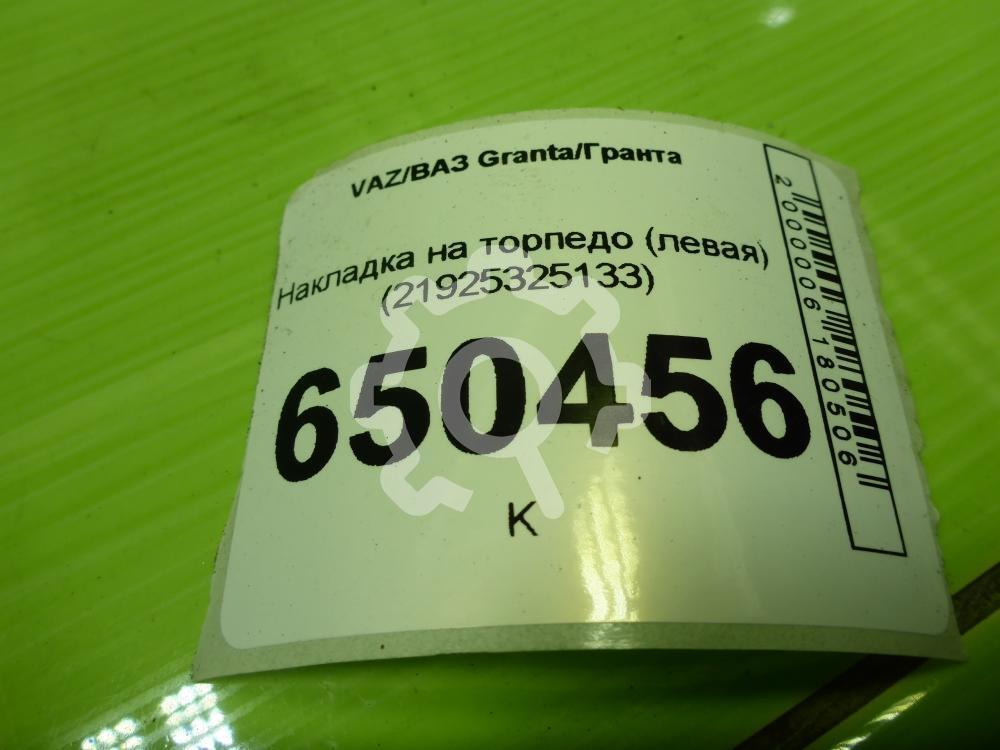 VAZ/ВАЗ Granta/Гранта
Накладка на торпедо (левая)
(21925325133)
650456
К
2000006180506